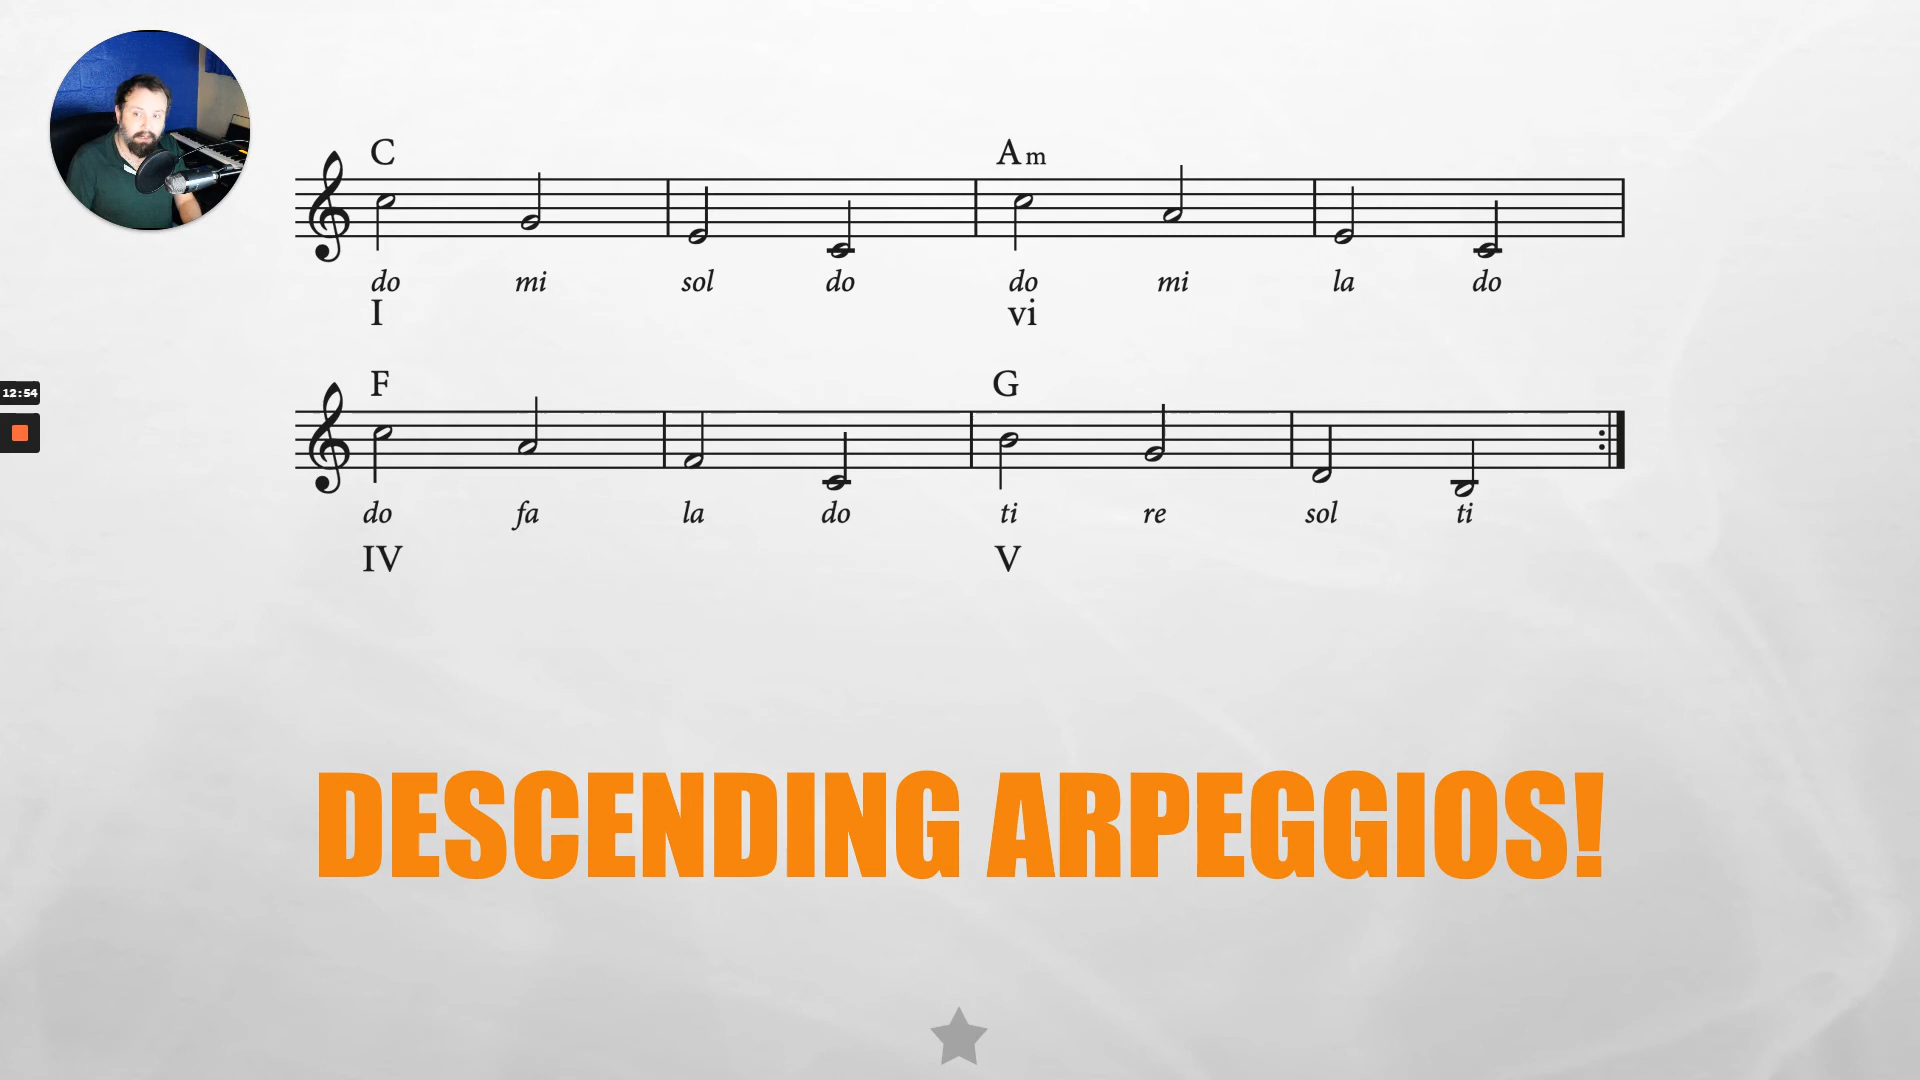 C Am
do mi sol do do mi la do
I vi
12:54
F G
do fa la do ti re sol ti
IV V
DESCENDING ARPEGGIOS!